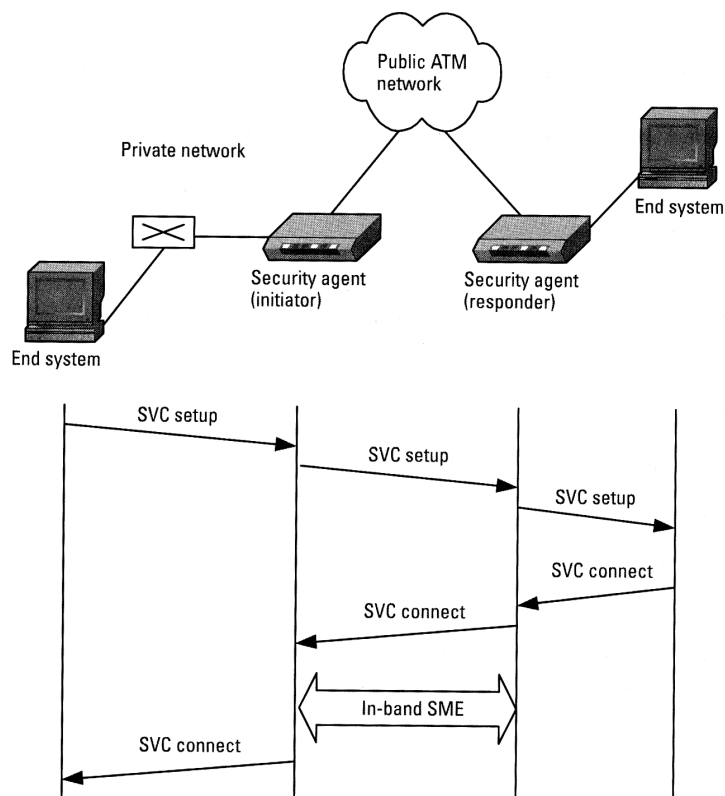 Public ATM
network
Private network
End system
Security agent
(initiator)
Security agent
(responder)
End system
SVC setup
SVC setup
SVC setup
SVC connect
SVC connect
In-band SME
SVC connect